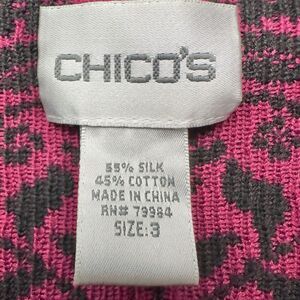 CHICO'S
55% SILK
45% COTTON
MADE IN CHINA
RN# 79984
SIZE: 3